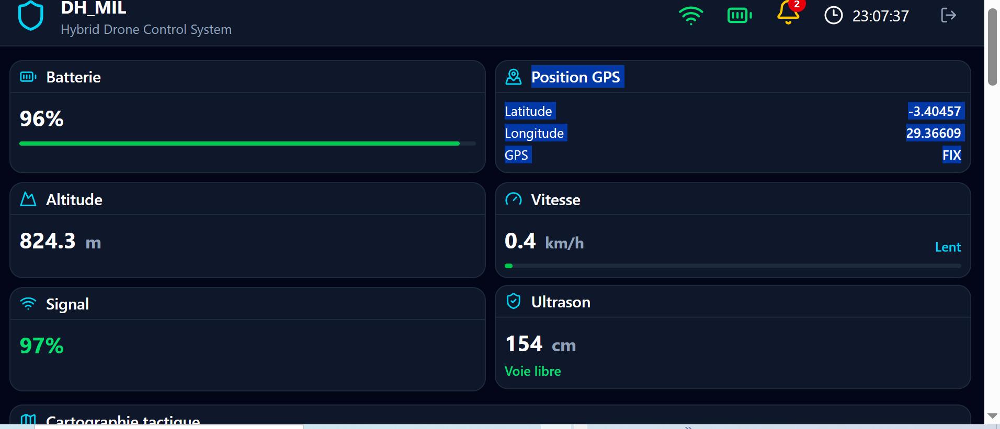 DH_MIL
Hybrid Drone Control System
2
23:07:37
Batterie
96%
Position GPS
Latitude -3.40457
Longitude 29.36609
GPS FIX
Altitude
824.3 m
Vitesse
0.4 km/h
Lent
Signal
97%
Ultrason
154 cm
Voie libre
Cartographie tactique